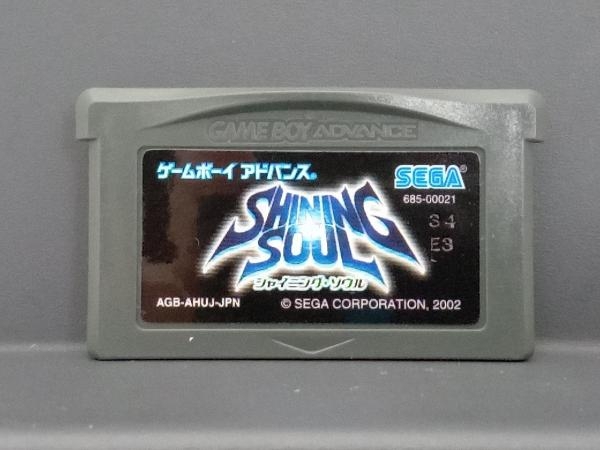 GAME BOY ADVANCE
ゲームボーイ アドバンス®
SEGA®
685-00021
SHINING
SOUL
シャイニング・ソウル
34
E3
AGB-AHUJ-JPN
© SEGA CORPORATION, 2002